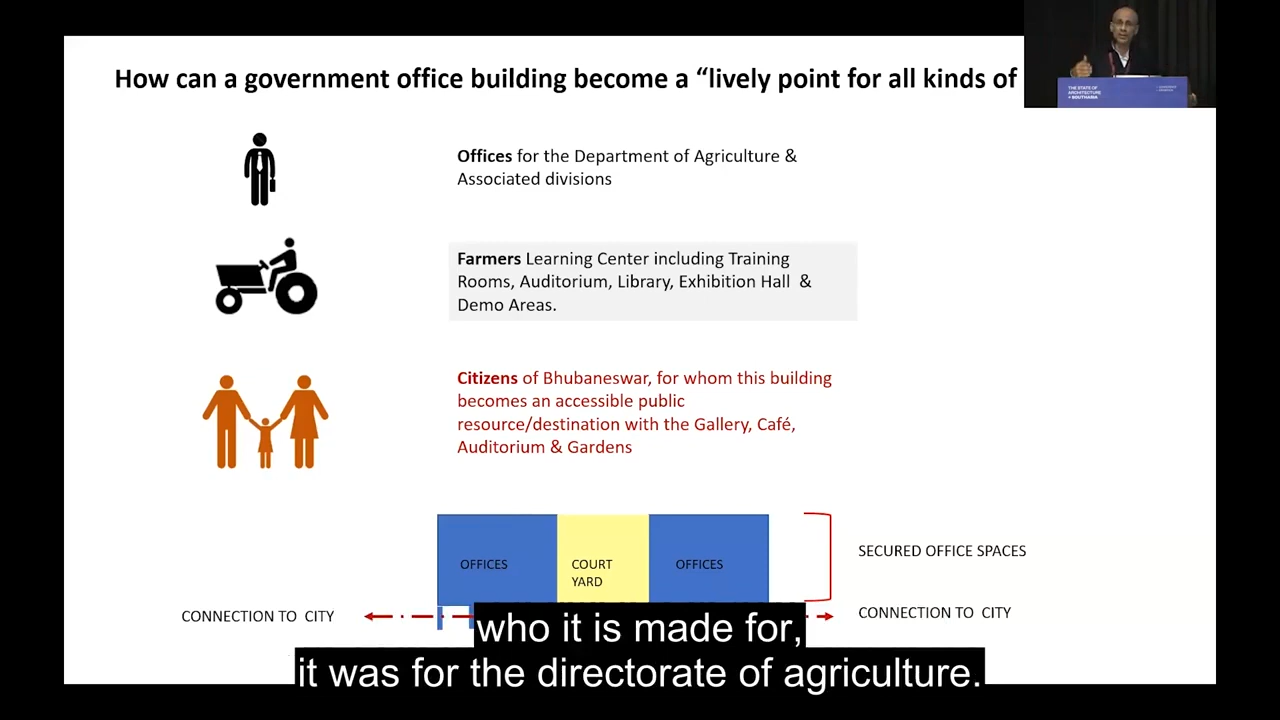 How can a government office building become a “lively point for all kinds of
THE STATE OF
ARCHITECTURE
Offices for the Department of Agriculture &
Associated divisions
Farmers Learning Center including Training
Rooms, Auditorium, Library, Exhibition Hall &
Demo Areas.
Citizens of Bhubaneswar, for whom this building
becomes an accessible public
resource/destination with the Gallery, Café,
Auditorium & Gardens
OFFICES
COURT
YARD
OFFICES
SECURED OFFICE SPACES
CONNECTION TO CITY
CONNECTION TO CITY
who it is made for,
it was for the directorate of agriculture.